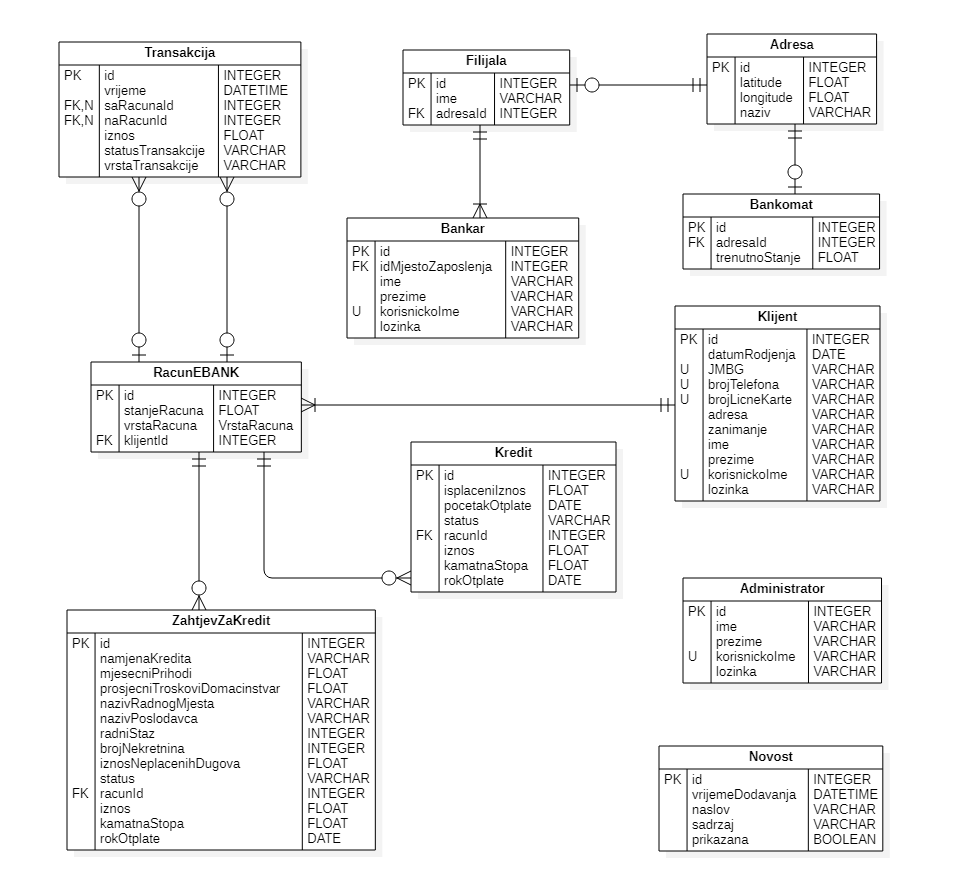 Transakcija
PK id INTEGER
vrijeme DATETIME
FK,N saRacunaId INTEGER
FK,N naRacunId INTEGER
iznos FLOAT
statusTransakcije VARCHAR
vrstaTransakcije VARCHAR
Filijala
PK id INTEGER
ime VARCHAR
FK adresaId INTEGER
Adresa
PK id INTEGER
latitude FLOAT
longitude FLOAT
naziv VARCHAR
Bankar
PK id INTEGER
FK idMjestoZaposlenja INTEGER
ime VARCHAR
prezime VARCHAR
U korisnickoIme VARCHAR
lozinka VARCHAR
Bankomat
PK id INTEGER
FK adresaId INTEGER
trenutnoStanje FLOAT
RacunEBANK
PK id INTEGER
stanjeRacuna FLOAT
vrstaRacuna VrstaRacuna
FK klijentId INTEGER
Klijent
PK id INTEGER
datumRodjenja DATE
U JMBG VARCHAR
U brojTelefona VARCHAR
U brojLicneKarte VARCHAR
adresa VARCHAR
zanimanje VARCHAR
ime VARCHAR
prezime VARCHAR
U korisnickoIme VARCHAR
lozinka VARCHAR
Kredit
PK id INTEGER
isplaceniIznos FLOAT
pocetakOtplate DATE
status VARCHAR
FK racunId INTEGER
iznos FLOAT
kamatnaStopa FLOAT
rokOtplate DATE
ZahtjevZaKredit
PK id INTEGER
namjenaKredita VARCHAR
mjesecniPrihodi FLOAT
prosjecniTroskoviDomacinstvar FLOAT
nazivRadnogMjesta VARCHAR
nazivPoslodavca VARCHAR
radniStaz INTEGER
brojNekretnina INTEGER
iznosNeplacenihDugova FLOAT
status VARCHAR
FK racunId INTEGER
iznos FLOAT
kamatnaStopa FLOAT
rokOtplate DATE
Administrator
PK id INTEGER
ime VARCHAR
prezime VARCHAR
U korisnickoIme VARCHAR
lozinka VARCHAR
Novost
PK id INTEGER
vrijemeDodavanja DATETIME
naslov VARCHAR
sadrzaj VARCHAR
prikazana BOOLEAN